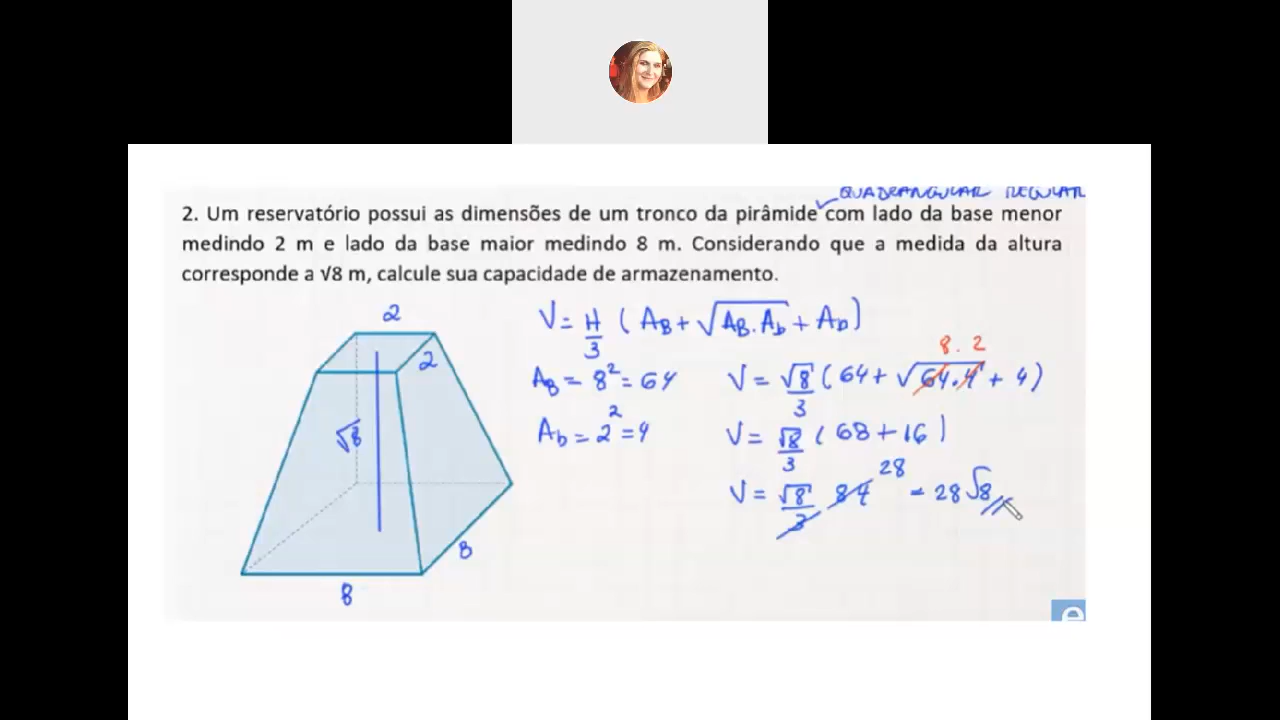 QUADRANGULAR REGULAR
2. Um reservatório possui as dimensões de um tronco da pirâmide com lado da base menor
medindo 2 m e lado da base maior medindo 8 m. Considerando que a medida da altura
corresponde a √8 m, calcule sua capacidade de armazenamento.
2
2
√8
8
8
V = H/3 (AB + √AB.Ab + Ab)
AB = 8² = 64
Ab = 2² = 4
8.2
V = √8/3 (64 + √64.4 + 4)
V = √8/3 (68 + 16)
V = √8/3 84 28 = 28√8
e